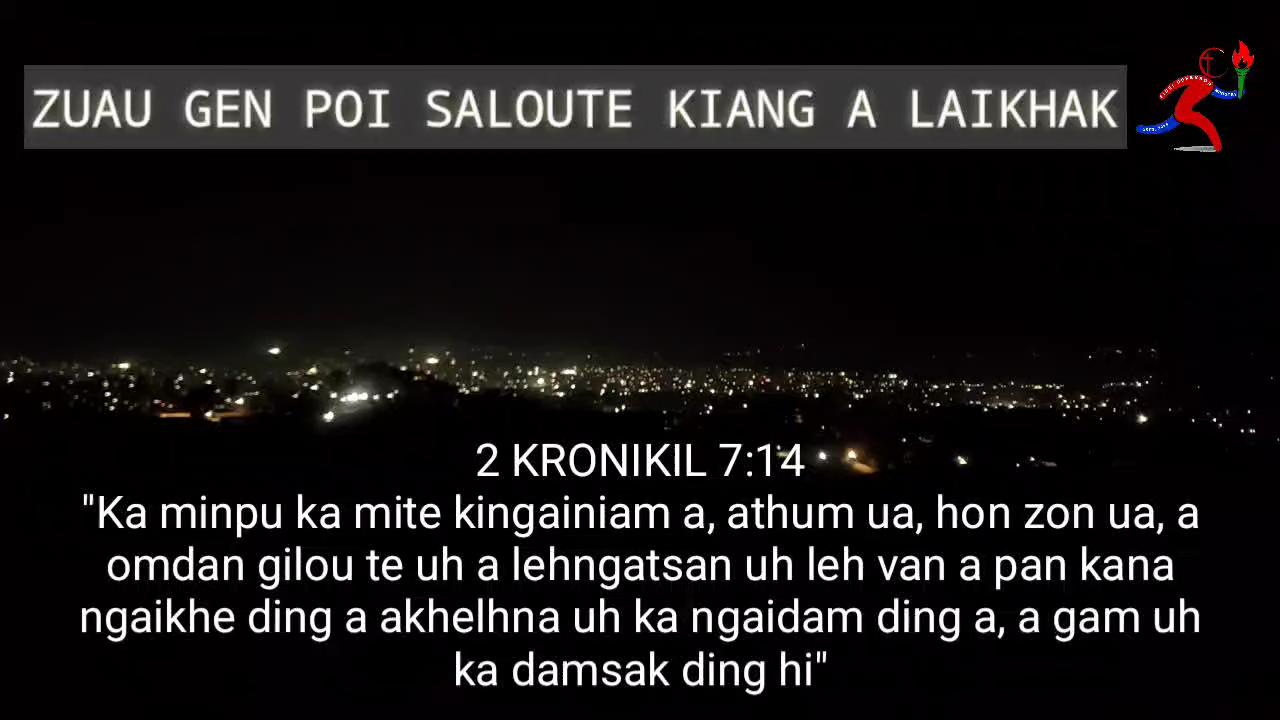 ZUAU GEN POI SALOUTE KIANG A LAIKHAK
2 KRONIKIL 7:14
"Ka minpu ka mite kingainiam a, athum ua, hon zon ua, a
omdan gilou te uh a lehngatsan uh leh van a pan kana
ngaikhe ding a akhelhna uh ka ngaidam ding a, a gam uh
ka damsak ding hi"